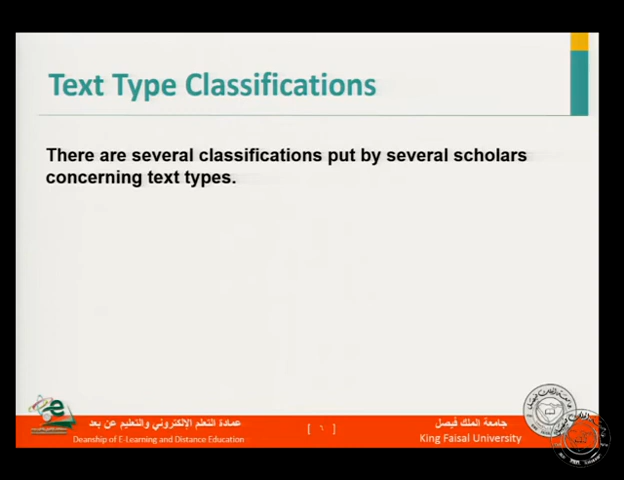 Text Type Classifications
There are several classifications put by several scholars
concerning text types.
عمادة التعلم الإلكتروني والتعليم عن بعد
Deanship of E-Learning and Distance Education
[ ٦ ]
جامعة الملك فيصل
King Faisal University